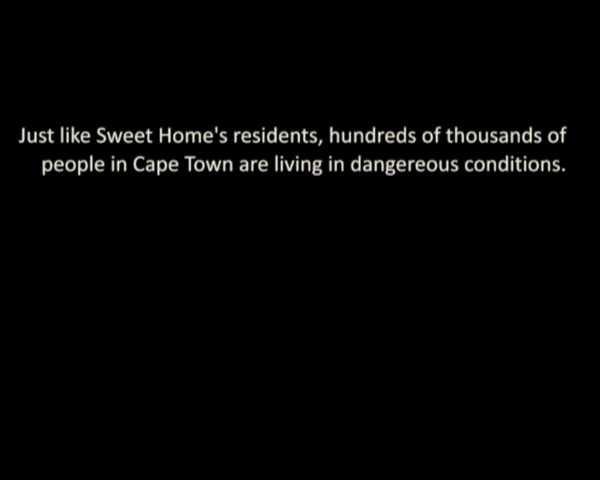 Just like Sweet Home's residents, hundreds of thousands of
people in Cape Town are living in dangereous conditions.